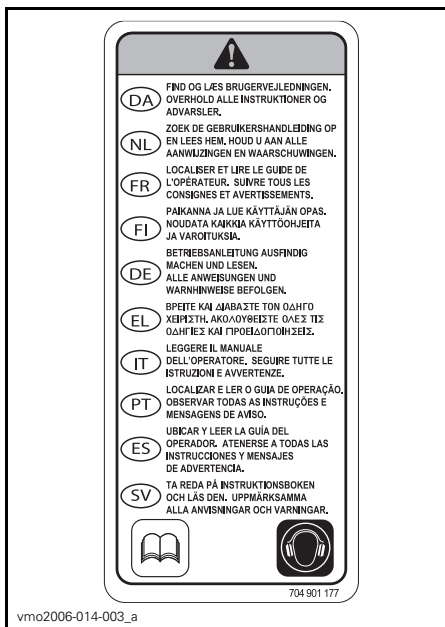 DA
FIND OG LÆS BRUGERVEJLEDNINGEN.
OVERHOLD ALLE INSTRUKTIONER OG
ADVARSLER.
NL
ZOEK DE GEBRUIKERSHANDLEIDING OP
EN LEES HEM. HOUD U AAN ALLE
AANWIJZINGEN EN WAARSCHUWINGEN.
FR
LOCALISER ET LIRE LE GUIDE DE
L'OPÉRATEUR. SUIVRE TOUS LES
CONSIGNES ET AVERTISSEMENTS.
FI
PAIKANNA JA LUE KÄYTTÄJÄN OPAS.
NOUDATA KAIKKIA KÄYTTÖOHJEITA
JA VAROITUKSIA.
DE
BETRIEBSANLEITUNG AUSFINDIG
MACHEN UND LESEN.
ALLE ANWEISUNGEN UND
WARNHINWEISE BEFOLGEN.
EL
ΒΡΕΙΤΕ ΚΑΙ ΔΙΑΒΑΣΤΕ ΤΟΝ ΟΔΗΓΟ
ΧΕΙΡΙΣΤΗ. ΑΚΟΛΟΥΘΕΙΣΤΕ ΟΛΕΣ ΤΙΣ
ΟΔΗΓΙΕΣ ΚΑΙ ΠΡΟΕΙΔΟΠΟΙΗΣΕΙΣ.
IT
LEGGERE IL MANUALE
DELL'OPERATORE. SEGUIRE TUTTE LE
ISTRUZIONI E AVVERTENZE.
PT
LOCALIZAR E LER O GUIA DE OPERAÇÃO.
OBSERVAR TODAS AS INSTRUÇÕES E
MENSAGENS DE AVISO.
ES
UBICAR Y LEER LA GUÍA DEL
OPERADOR. ATENERSE A TODAS LAS
INSTRUCCIONES Y MENSAJES
DE ADVERTENCIA.
SV
TA REDA PÅ INSTRUKTIONSBOKEN
OCH LÄS DEN. UPPMÄRKSAMMA
ALLA ANVISNINGAR OCH VARNINGAR.
704 901 177
vmo2006-014-003_a